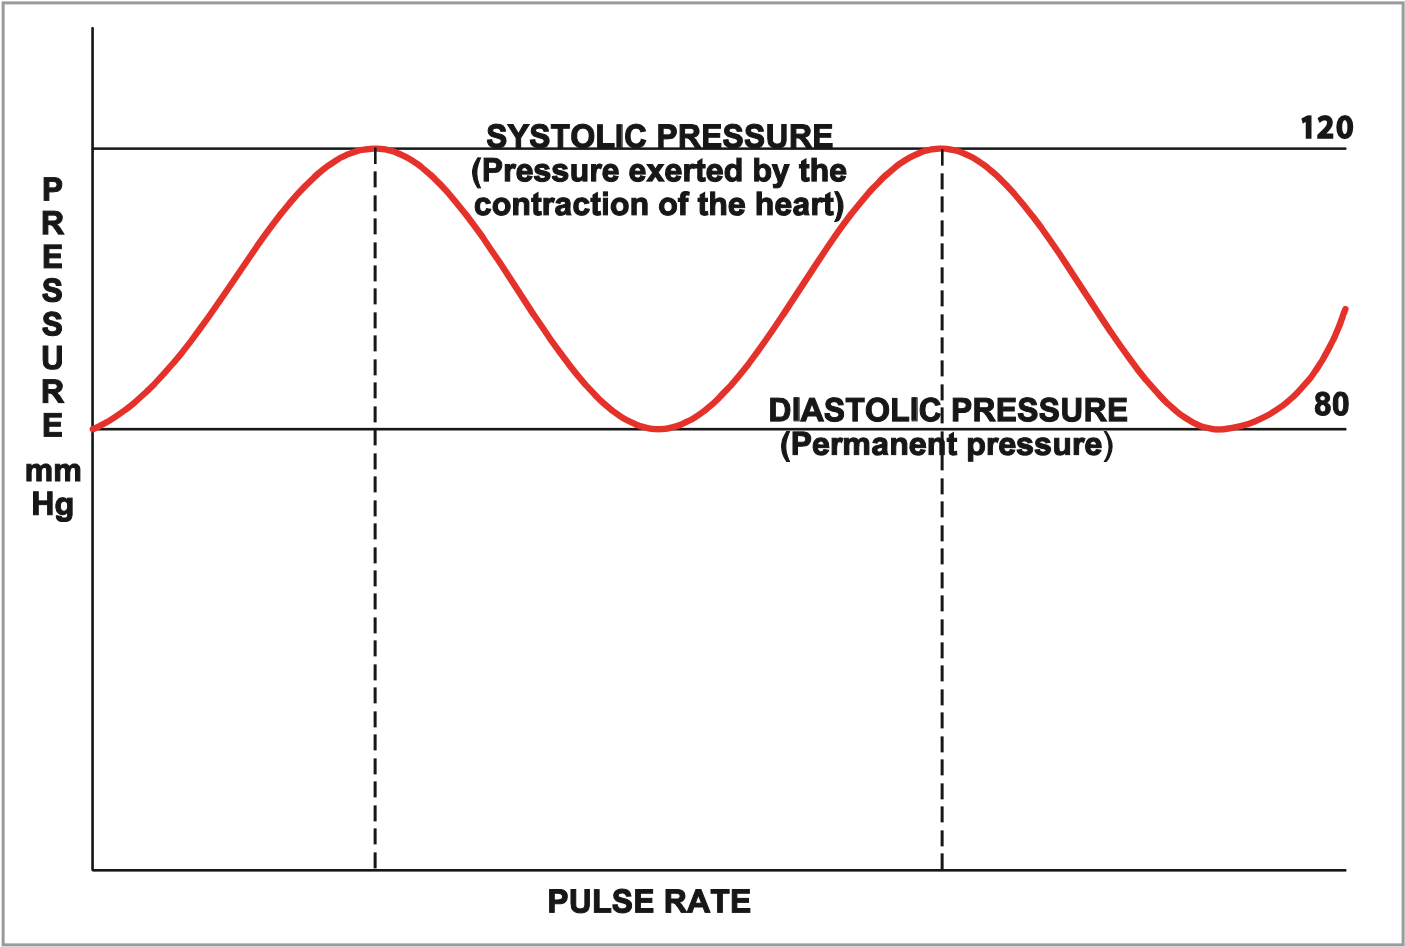 SYSTOLIC PRESSURE
(Pressure exerted by the
contraction of the heart)
120
PRESSURE
mm
Hg
DIASTOLIC PRESSURE
(Permanent pressure)
80
PULSE RATE